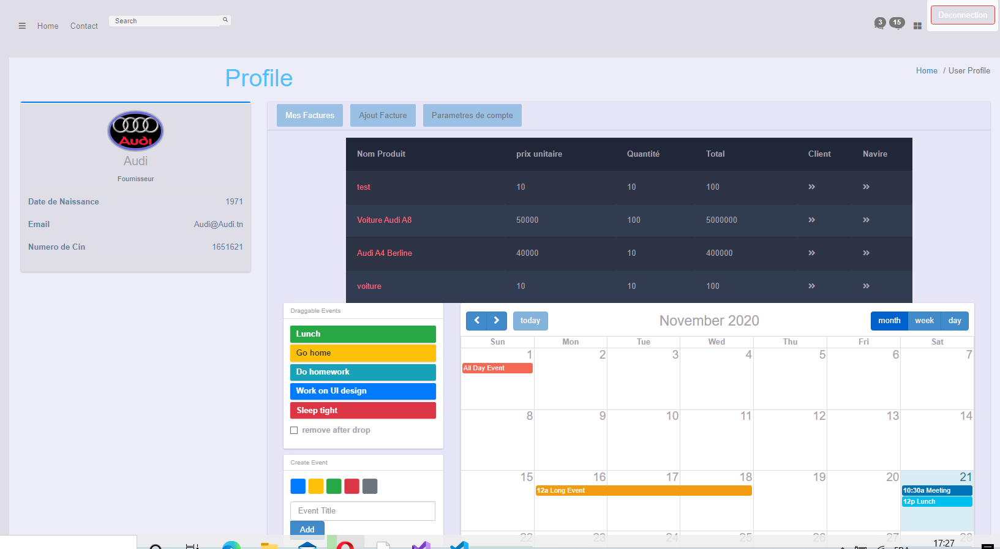 Home Contact Search 3 15 Deconnection
Profile
Home / User Profile
Audi
Audi
Fournisseur
Date de Naissance 1971
Email Audi@Audi.tn
Numero de Cin 1651621
Mes Factures Ajout Facture Parametres de compte
Nom Produit prix unitaire Quantité Total Client Navire
test 10 10 100
Voiture Audi A8 50000 100 5000000
Audi A4 Berline 40000 10 400000
voiture 10 10 100
Draggable Events
Lunch
Go home
Do homework
Work on UI design
Sleep tight
remove after drop
Create Event
Event Title
Add
today November 2020 month week day
Sun Mon Tue Wed Thu Fri Sat
1 2 3 4 5 6 7
All Day Event
8 9 10 11 12 13 14
15 16 17 18 19 20 21
12a Long Event 10:30a Meeting
12p Lunch
22 23 24 25 26 27 28
17:27